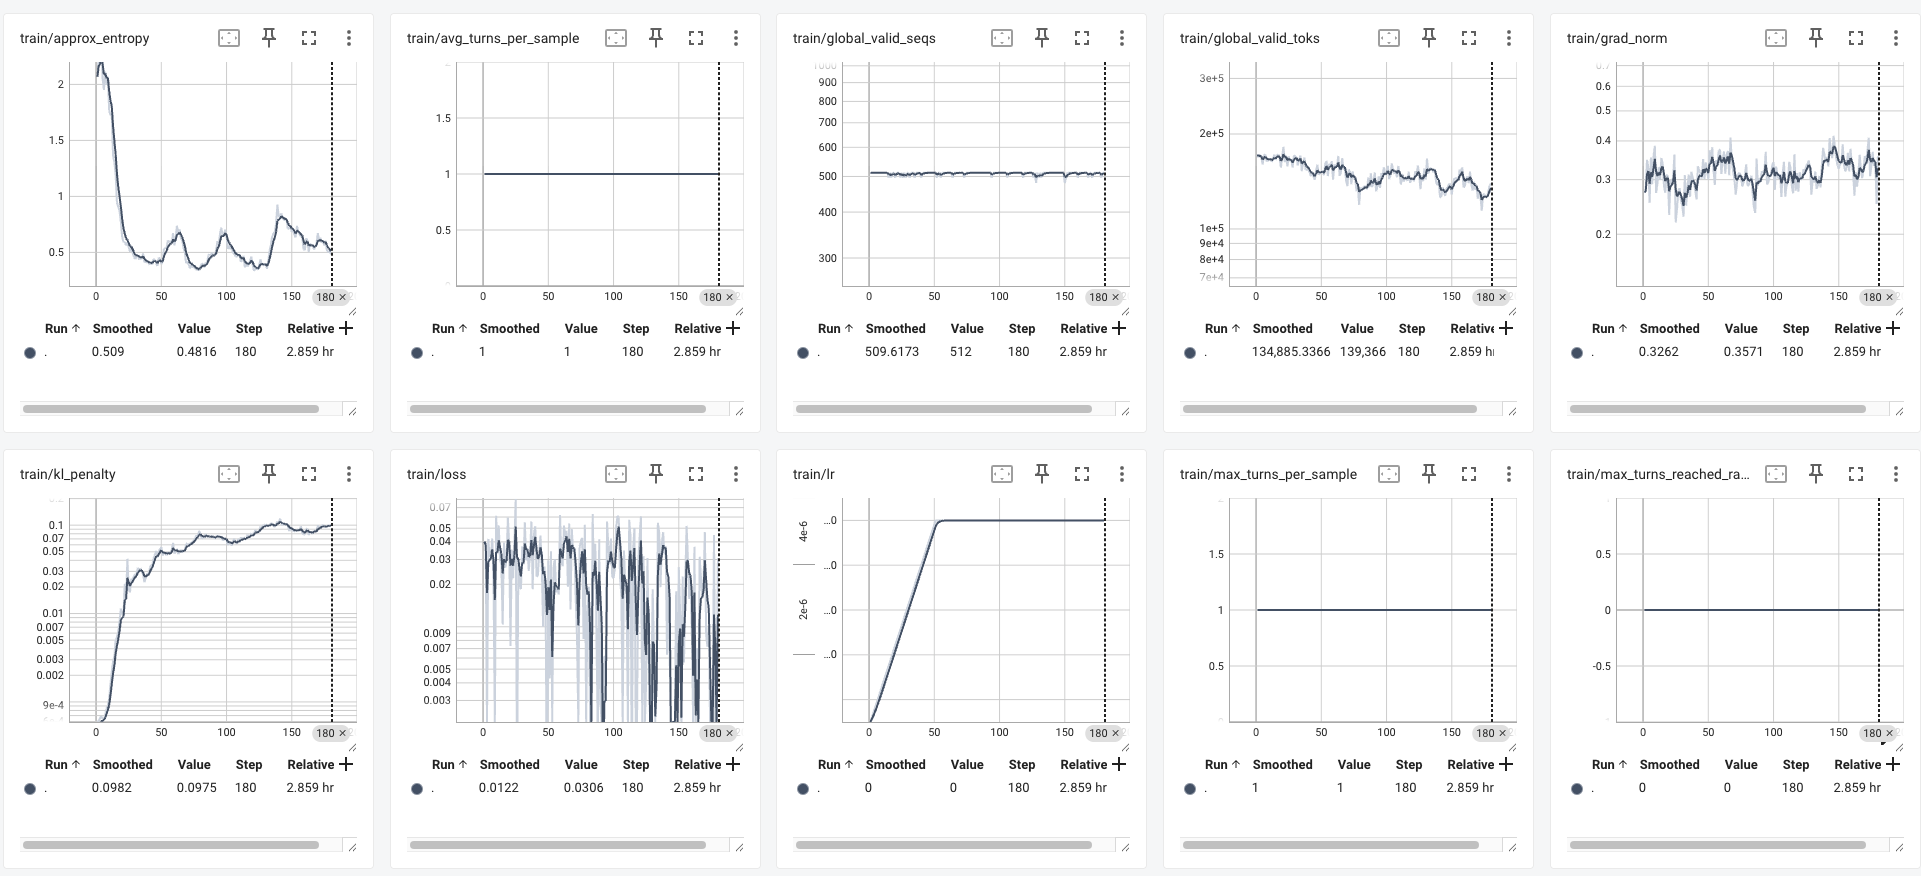 train/approx_entropy
2
1.5
1
0.5
0 50 100 150 180 ×
Run ↑ Smoothed Value Step Relative +
. 0.509 0.4816 180 2.859 hr
train/avg_turns_per_sample
1.5
1
0.5
0 50 100 150 180 ×
Run ↑ Smoothed Value Step Relative +
. 1 1 180 2.859 hr
train/global_valid_seqs
1000
900
800
700
600
500
400
300
0 50 100 150 180 ×
Run ↑ Smoothed Value Step Relative +
. 509.6173 512 180 2.859 hr
train/global_valid_toks
3e+5
2e+5
1e+5
9e+4
8e+4
7e+4
0 50 100 150 180 ×
Run ↑ Smoothed Value Step Relative +
. 134,885.3366 139,366 180 2.859 hr
train/grad_norm
0.7
0.6
0.5
0.4
0.3
0.2
0 50 100 150 180 ×
Run ↑ Smoothed Value Step Relative +
. 0.3262 0.3571 180 2.859 hr
train/kl_penalty
0.1
0.07
0.05
0.03
0.02
0.01
0.007
0.005
0.003
0.002
9e-4
0 50 100 150 180 ×
Run ↑ Smoothed Value Step Relative +
. 0.0982 0.0975 180 2.859 hr
train/loss
0.07
0.05
0.04
0.03
0.02
0.009
0.007
0.005
0.004
0.003
0 50 100 150 180 ×
Run ↑ Smoothed Value Step Relative +
. 0.0122 0.0306 180 2.859 hr
train/lr
4e-6
2e-6
...0
...0
...0
...0
0 50 100 150 180 ×
Run ↑ Smoothed Value Step Relative +
. 0 0 180 2.859 hr
train/max_turns_per_sample
1.5
1
0.5
0 50 100 150 180 ×
Run ↑ Smoothed Value Step Relative +
. 1 1 180 2.859 hr
train/max_turns_reached_ra...
0.5
0
-0.5
0 50 100 150 180 ×
Run ↑ Smoothed Value Step Relative +
. 0 0 180 2.859 hr